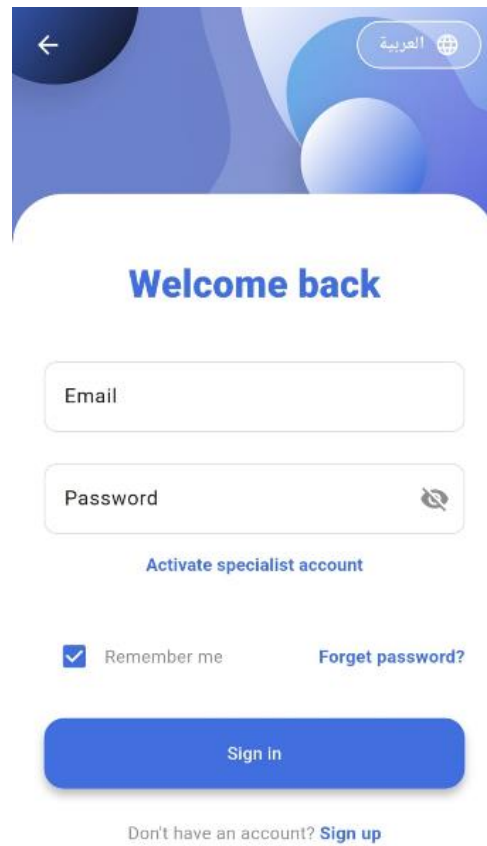 العربية
Welcome back
Email
Password
Activate specialist account
Remember me
Forget password?
Sign in
Don't have an account? Sign up